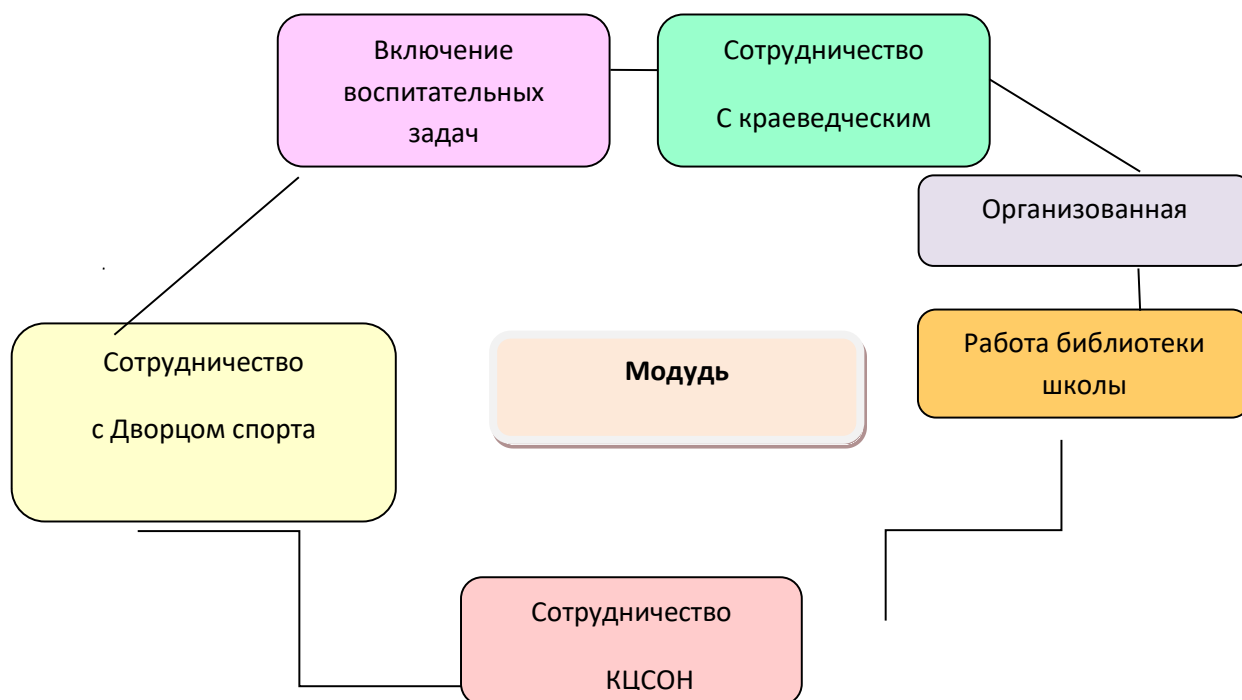 Включение
воспитательных
задач
Сотрудничество
С краеведческим
Организованная
Работа библиотеки
школы
Модудь
Сотрудничество
с Дворцом спорта
Сотрудничество
КЦСОН